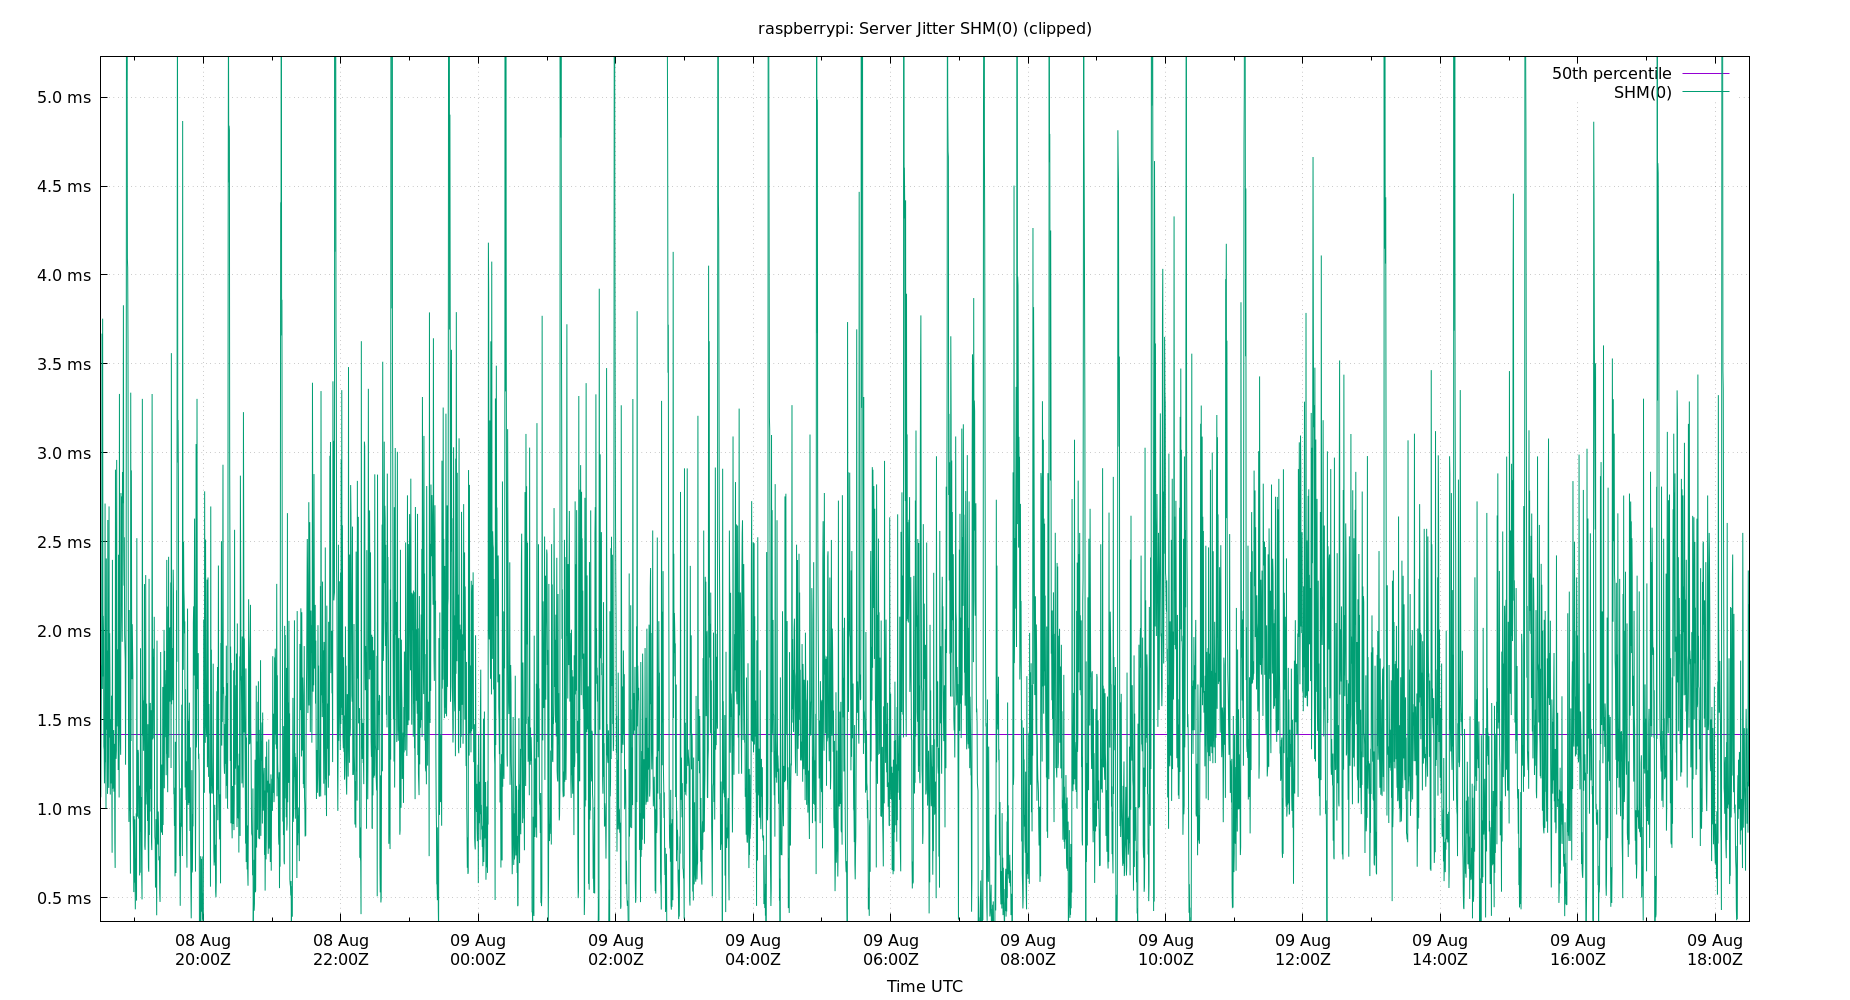 raspberrypi: Server Jitter SHM(0) (clipped)
50th percentile
SHM(0)
5.0 ms
4.5 ms
4.0 ms
3.5 ms
3.0 ms
2.5 ms
2.0 ms
1.5 ms
1.0 ms
0.5 ms
08 Aug 08 Aug 09 Aug 09 Aug 09 Aug 09 Aug 09 Aug 09 Aug 09 Aug 09 Aug 09 Aug 09 Aug
20:00Z 22:00Z 00:00Z 02:00Z 04:00Z 06:00Z 08:00Z 10:00Z 12:00Z 14:00Z 16:00Z 18:00Z
Time UTC